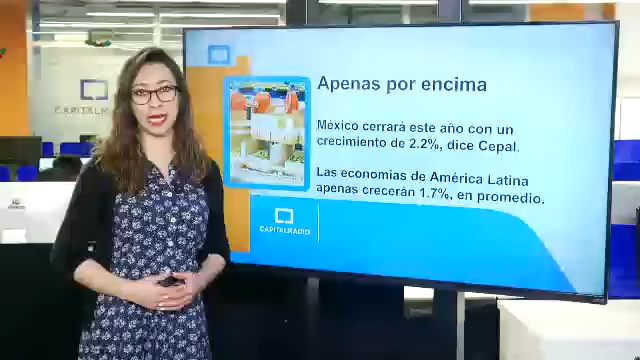 CAPITALRADIO
Apenas por encima
México cerrará este año con un
crecimiento de 2.2%, dice Cepal.
Las economías de América Latina
apenas crecerán 1.7%, en promedio.
CAPITALRADIO